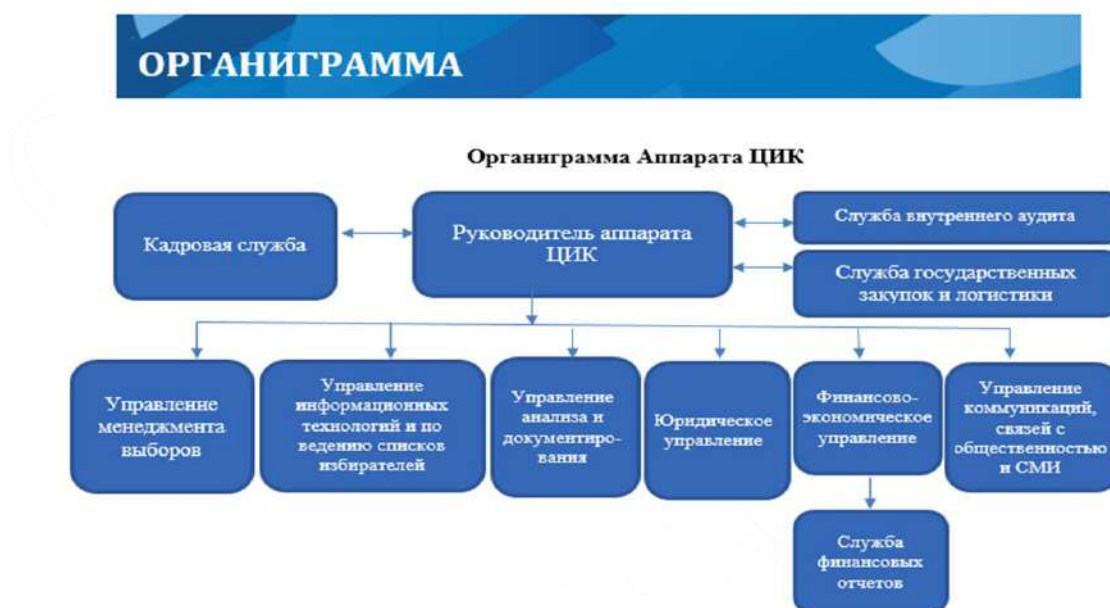 ОРГАНИГРАММА
Органиграмма Аппарата ЦИК
Кадровая служба
Руководитель аппарата
ЦИК
Служба внутреннего аудита
Служба государственных
закупок и логистики
Управление
менеджмента
выборов
Управление
информационных
технологий и по
ведению списков
избирателей
Управление
анализа и
документиро-
вания
Юридическое
управление
Финансово-
экономическое
управление
Управление
коммуникаций,
связей с
общественностью
и СМИ
Служба
финансовых
отчетов